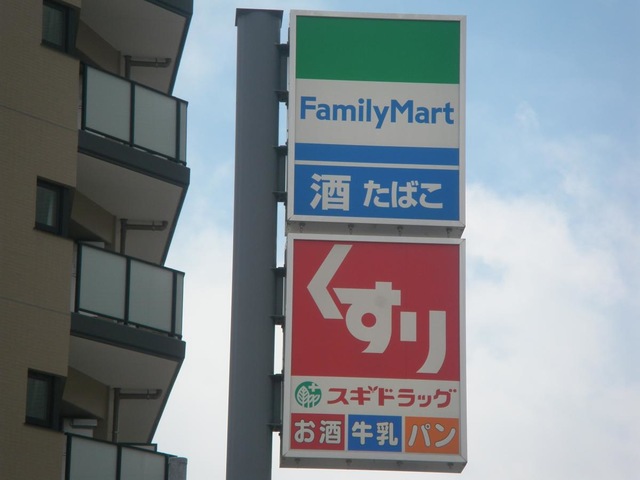 FamilyMart
酒 たばこ
くすり
スギドラッグ
お酒 牛乳 パン